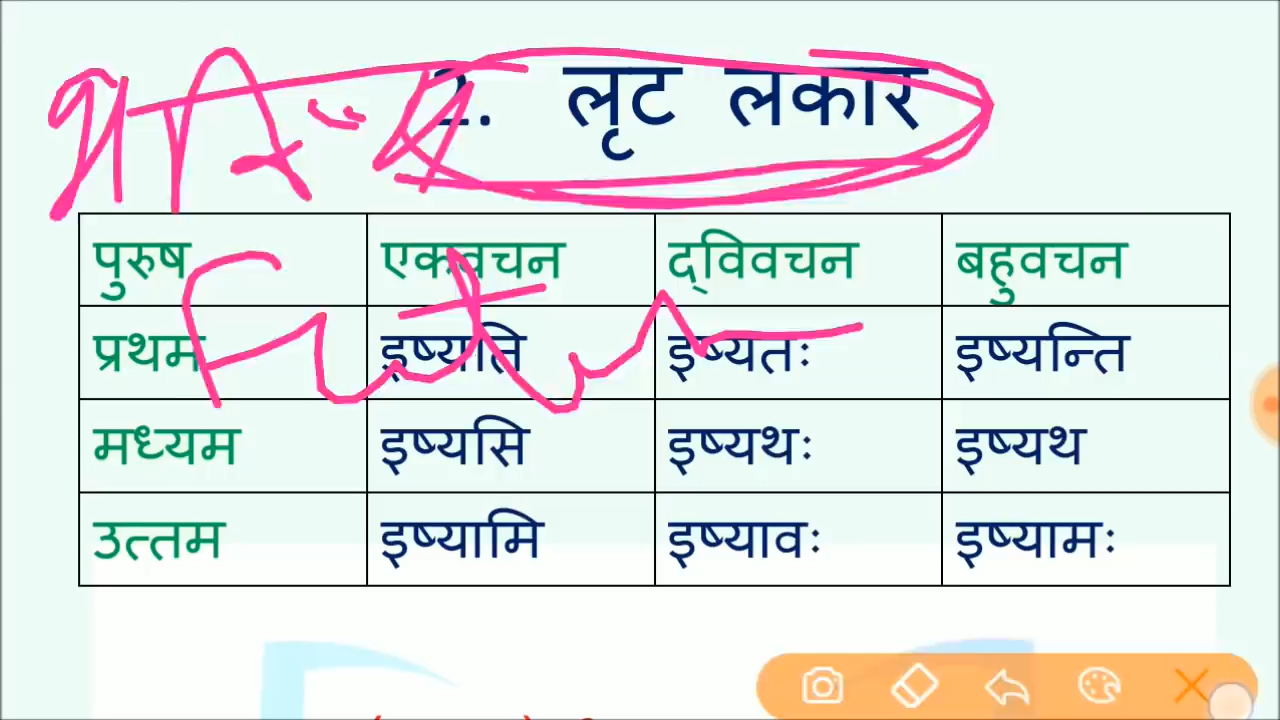 2. लृट लकार
पुरुष एकवचन द्विवचन बहुवचन
प्रथम इष्यति इष्यतः इष्यन्ति
मध्यम इष्यसि इष्यथः इष्यथ
उत्तम इष्यामि इष्यावः इष्यामः